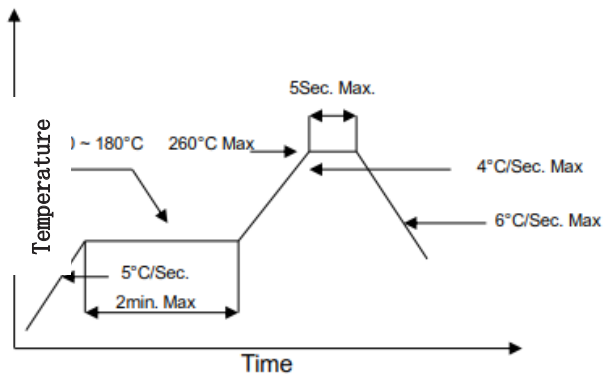 5Sec. Max.
~ 180°C
260°C Max
4°C/Sec. Max
6°C/Sec. Max
5°C/Sec.
2min. Max
Temperature
Time